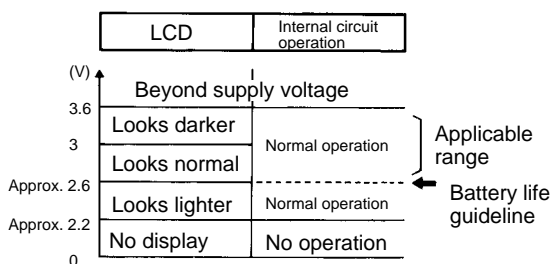 LCD
Internal circuit
operation
(V)
Beyond supply voltage
3.6
Looks darker
Normal operation
Applicable
range
3
Looks normal
Approx. 2.6
Battery life
guideline
Looks lighter
Normal operation
Approx. 2.2
No display
No operation
0